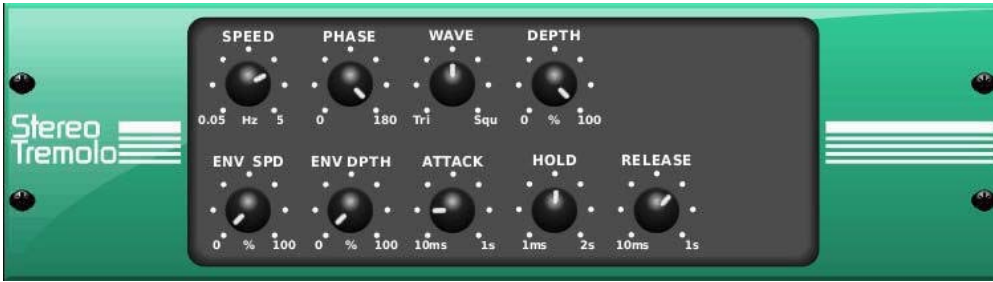 SPEED PHASE WAVE DEPTH
0.05 Hz 5 0 180 Tri Squ 0 % 100
Stereo
Tremolo
ENV SPD ENV DPTH ATTACK HOLD RELEASE
0 % 100 0 % 100 10ms 1s 1ms 2s 10ms 1s